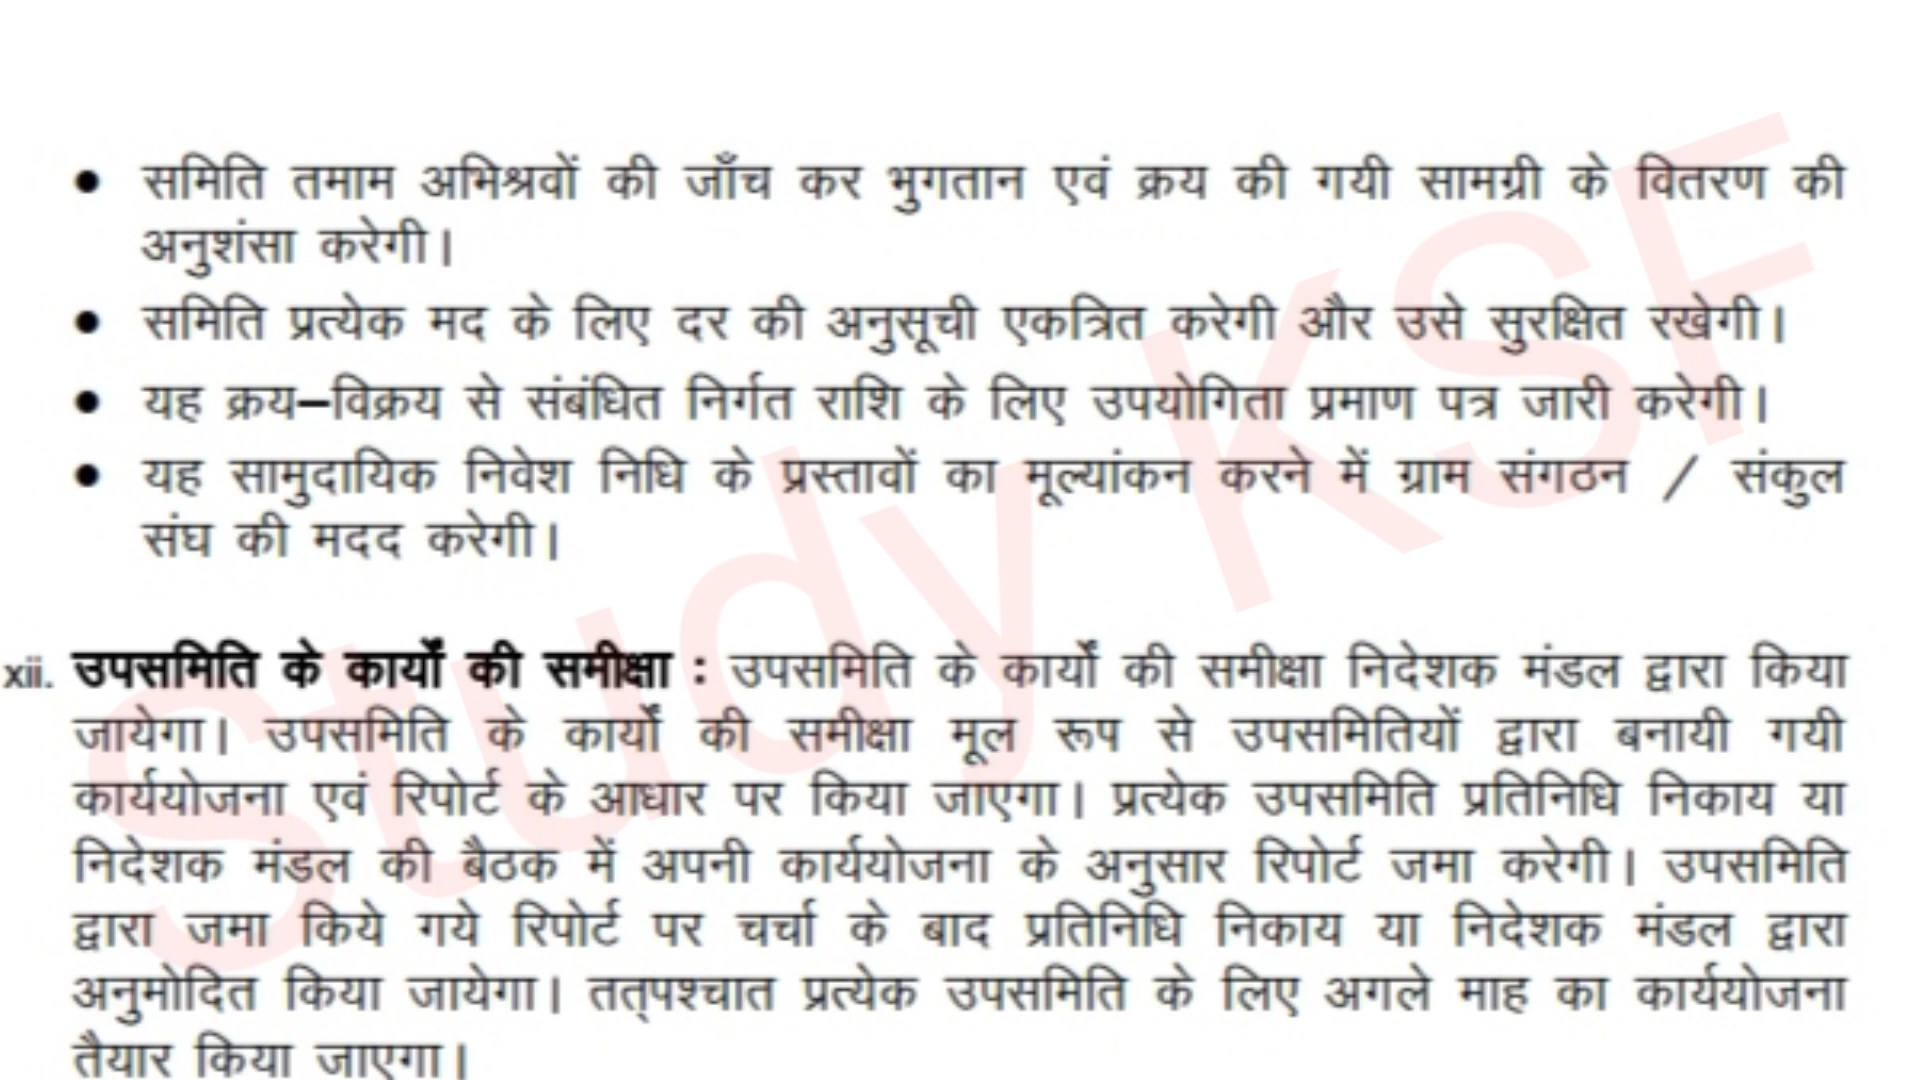 ● समिति तमाम अभिश्रवों की जाँच कर भुगतान एवं क्रय की गयी सामग्री के वितरण की
अनुशंसा करेगी।
● समिति प्रत्येक मद के लिए दर की अनुसूची एकत्रित करेगी और उसे सुरक्षित रखेगी।
● यह क्रय–विक्रय से संबंधित निर्गत राशि के लिए उपयोगिता प्रमाण पत्र जारी करेगी।
● यह सामुदायिक निवेश निधि के प्रस्तावों का मूल्यांकन करने में ग्राम संगठन / संकुल
संघ की मदद करेगी।
xii. उपसमिति के कार्यों की समीक्षा : उपसमिति के कार्यों की समीक्षा निदेशक मंडल द्वारा किया
जायेगा। उपसमिति के कार्यों की समीक्षा मूल रूप से उपसमितियों द्वारा बनायी गयी
कार्ययोजना एवं रिपोर्ट के आधार पर किया जाएगा। प्रत्येक उपसमिति प्रतिनिधि निकाय या
निदेशक मंडल की बैठक में अपनी कार्ययोजना के अनुसार रिपोर्ट जमा करेगी। उपसमिति
द्वारा जमा किये गये रिपोर्ट पर चर्चा के बाद प्रतिनिधि निकाय या निदेशक मंडल द्वारा
अनुमोदित किया जायेगा। तत्पश्चात प्रत्येक उपसमिति के लिए अगले माह का कार्ययोजना
तैयार किया जाएगा।
Study KSF